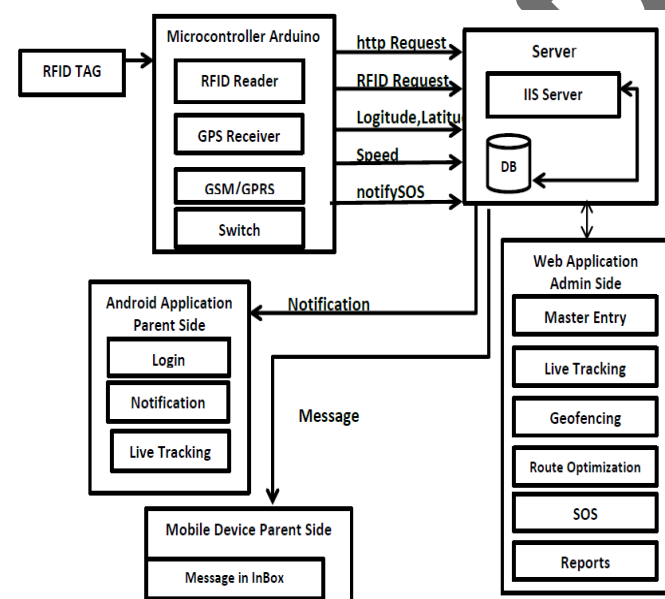 RFID TAG
Microcontroller Arduino
RFID Reader
GPS Receiver
GSM/GPRS
Switch
http Request
RFID Request
Logitude,Latitud
Speed
notifySOS
Server
IIS Server
DB
Android Application
Parent Side
Login
Notification
Live Tracking
Notification
Message
Mobile Device Parent Side
Message in InBox
Web Application
Admin Side
Master Entry
Live Tracking
Geofencing
Route Optimization
SOS
Reports